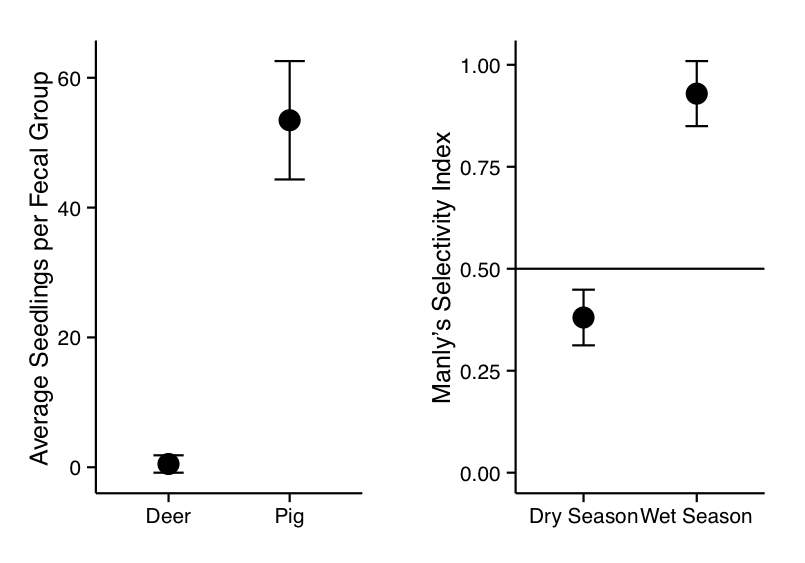 Average Seedlings per Fecal Group
60
40
20
0
Deer
Pig
Manly's Selectivity Index
1.00
0.75
0.50
0.25
0.00
Dry Season
Wet Season